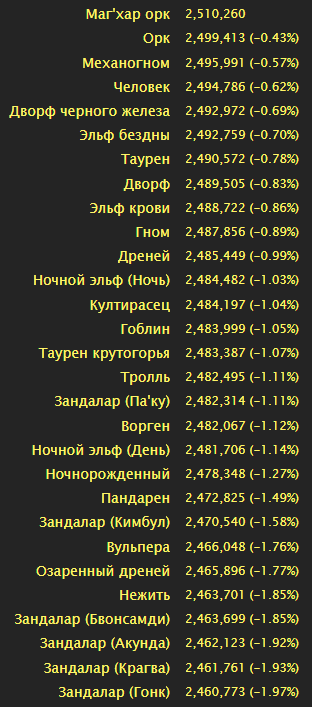 Маг'хар орк 2,510,260
Орк 2,499,413 (-0.43%)
Механогном 2,495,991 (-0.57%)
Человек 2,494,786 (-0.62%)
Дворф черного железа 2,492,972 (-0.69%)
Эльф бездны 2,492,759 (-0.70%)
Таурен 2,490,572 (-0.78%)
Дворф 2,489,505 (-0.83%)
Эльф крови 2,488,722 (-0.86%)
Гном 2,487,856 (-0.89%)
Дреней 2,485,449 (-0.99%)
Ночной эльф (Ночь) 2,484,482 (-1.03%)
Култирасец 2,484,197 (-1.04%)
Гоблин 2,483,999 (-1.05%)
Таурен крутогорья 2,483,387 (-1.07%)
Тролль 2,482,495 (-1.11%)
Зандалар (Па'ку) 2,482,314 (-1.11%)
Ворген 2,482,067 (-1.12%)
Ночной эльф (День) 2,481,706 (-1.14%)
Ночнорожденный 2,478,348 (-1.27%)
Пандарен 2,472,825 (-1.49%)
Зандалар (Кимбул) 2,470,540 (-1.58%)
Вульпера 2,466,048 (-1.76%)
Озаренный дреней 2,465,896 (-1.77%)
Нежить 2,463,701 (-1.85%)
Зандалар (Бвонсамди) 2,463,699 (-1.85%)
Зандалар (Акунда) 2,462,123 (-1.92%)
Зандалар (Крагва) 2,461,761 (-1.93%)
Зандалар (Гонк) 2,460,773 (-1.97%)